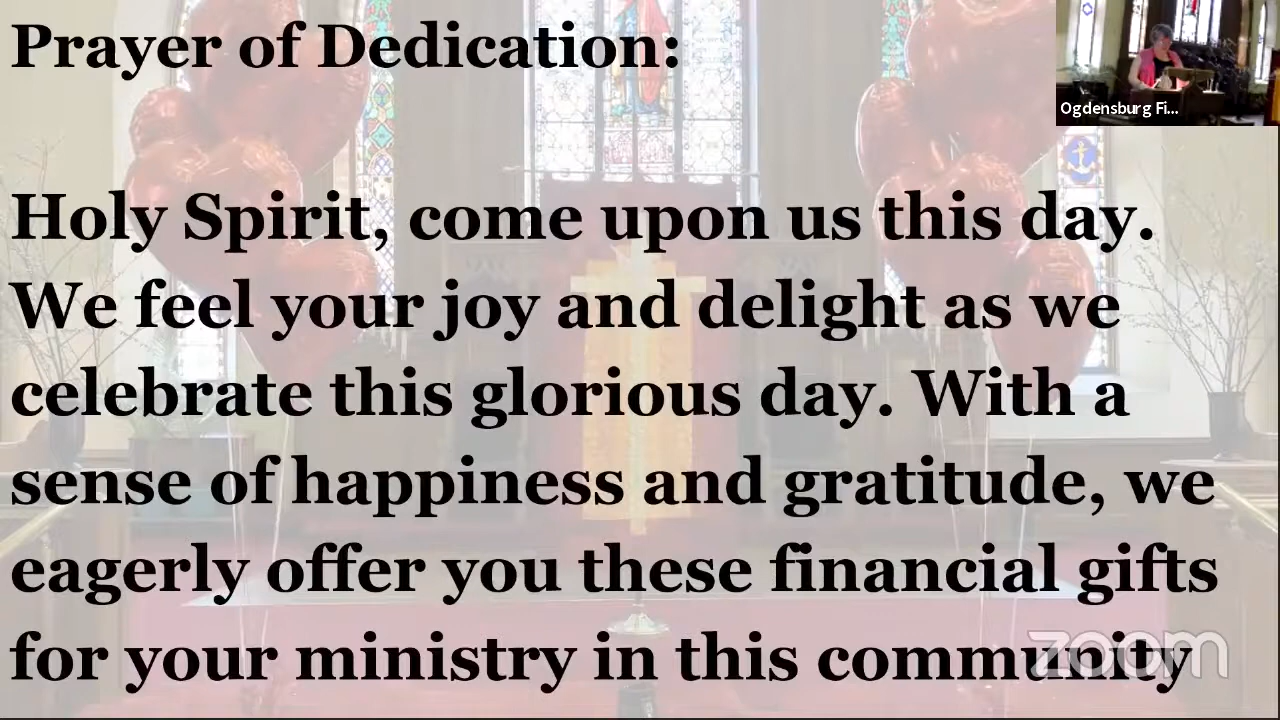 Prayer of Dedication:
Ogdensburg Fi...
Holy Spirit, come upon us this day.
We feel your joy and delight as we
celebrate this glorious day. With a
sense of happiness and gratitude, we
eagerly offer you these financial gifts
for your ministry in this community
zoom